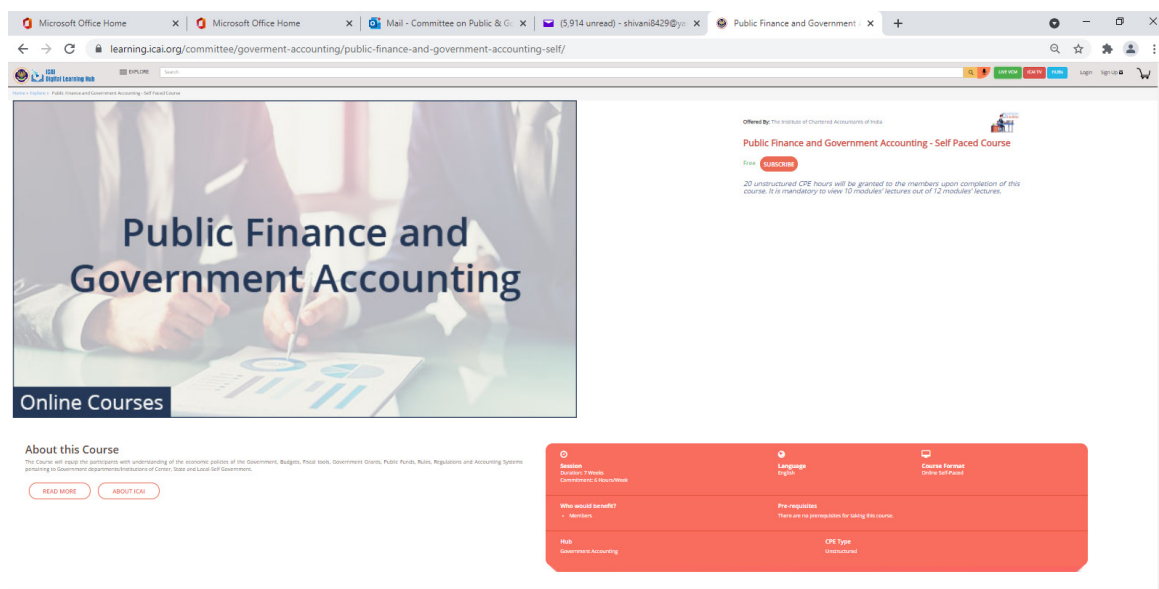 Microsoft Office Home
Microsoft Office Home
Mail - Committee on Public & Go
(5,914 unread) - shivani8429@ya
Public Finance and Government A
learning.icai.org/committee/goverment-accounting/public-finance-and-government-accounting-self/
ICAI
Digital Learning Hub
EXPLORE
Search
LIVE VCM
ICAI TV
HUBs
Login
Sign Up
Home > Explore > Public Finance and Government Accounting - Self Paced Course
Public Finance and
Government Accounting
Online Courses
Offered By: The Institute of Chartered Accountants of India
Public Finance and Government Accounting - Self Paced Course
Free
SUBSCRIBE
20 unstructured CPE hours will be granted to the members upon completion of this
course. It is mandatory to view 10 modules' lectures out of 12 modules' lectures.
About this Course
The Course will equip the participants with understanding of the economic polities of the Government, Budgets, Fiscal tools, Government Grants, Public Funds, Rules, Regulations and Accounting Systems
pertaining to Government departments/institutions of Center, State and Local Self Government.
READ MORE
ABOUT ICAI
Session
Duration: 7 Weeks
Commitment: 6 Hours/Week
Language
English
Course Format
Online Self-Paced
Who would benefit?
Members
Pre-requisites
There are no prerequisites for taking this course.
Hub
Government Accounting
CPE Type
Unstructured